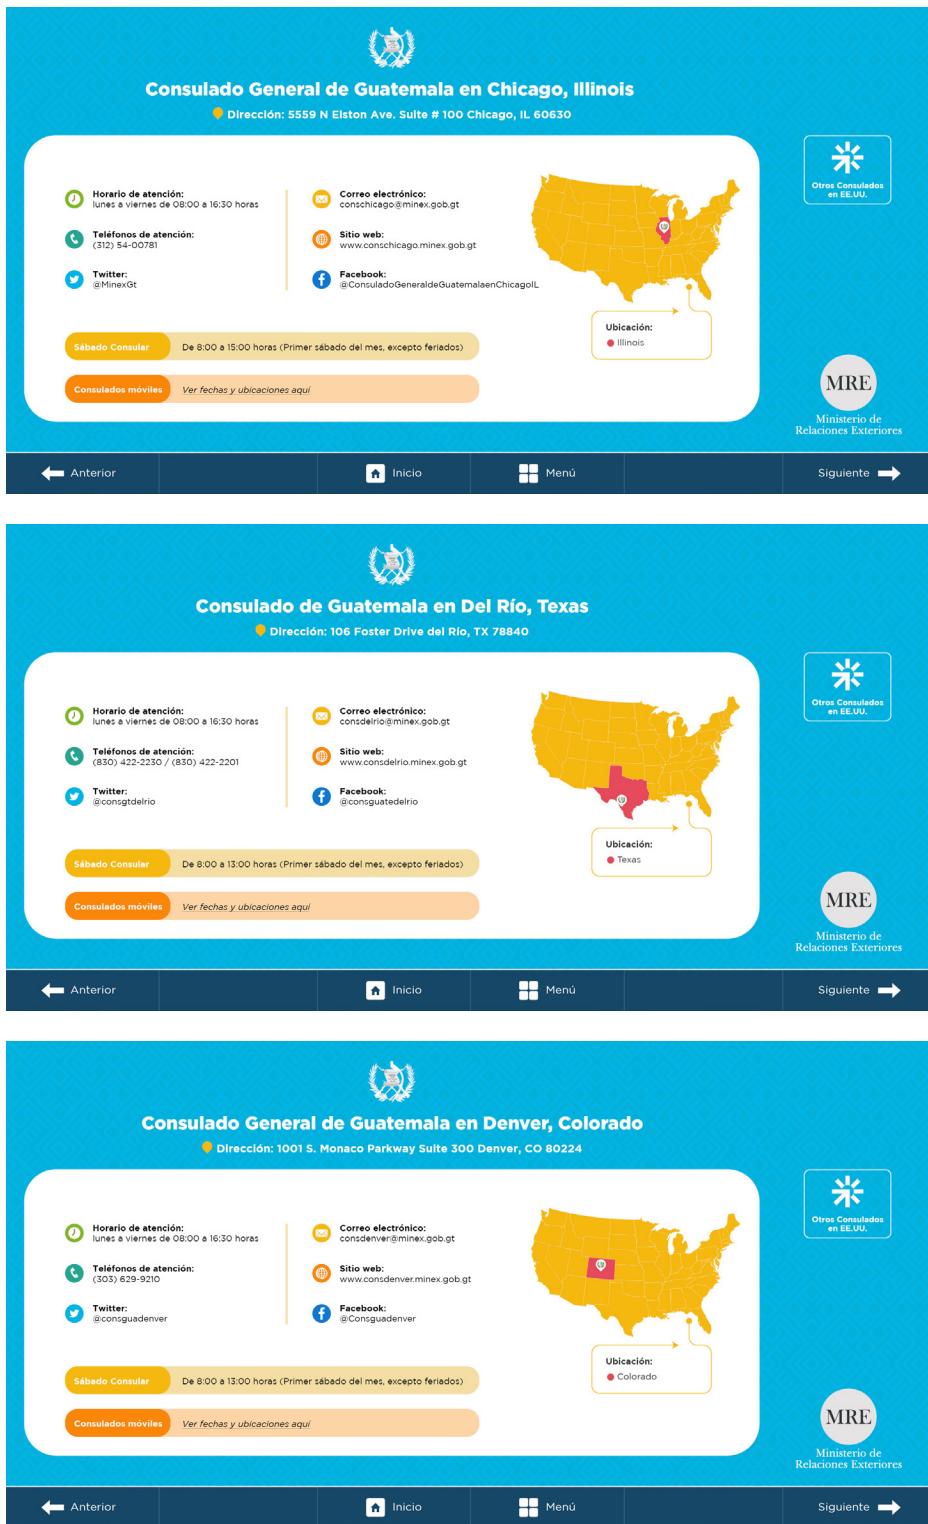 Consulado General de Guatemala en Chicago, Illinois
Dirección: 5559 N Elston Ave. Suite # 100 Chicago, IL 60630
Horario de atención:
lunes a viernes de 08:00 a 16:30 horas
Teléfonos de atención:
(312) 54-00781
Twitter:
@MinexGt
Correo electrónico:
conschicago@minex.gob.gt
Sitio web:
www.conschicago.minex.gob.gt
Facebook:
@ConsuladoGeneraldeGuatemalaenChicagoIL
Ubicación:
Illinois
Sábado Consular
De 8:00 a 15:00 horas (Primer sábado del mes, excepto feriados)
Consulados móviles
Ver fechas y ubicaciones aquí
Otros Consulados
en EE.UU.
MRE
Ministerio de
Relaciones Exteriores
Anterior
Inicio
Menú
Siguiente
Consulado de Guatemala en Del Río, Texas
Dirección: 106 Foster Drive del Río, TX 78840
Horario de atención:
lunes a viernes de 08:00 a 16:30 horas
Teléfonos de atención:
(830) 422-2230 / (830) 422-2201
Twitter:
@consgtdelrio
Correo electrónico:
consdelrio@minex.gob.gt
Sitio web:
www.consdelrio.minex.gob.gt
Facebook:
@consguatedelrio
Ubicación:
Texas
Sábado Consular
De 8:00 a 13:00 horas (Primer sábado del mes, excepto feriados)
Consulados móviles
Ver fechas y ubicaciones aquí
Otros Consulados
en EE.UU.
MRE
Ministerio de
Relaciones Exteriores
Anterior
Inicio
Menú
Siguiente
Consulado General de Guatemala en Denver, Colorado
Dirección: 1001 S. Monaco Parkway Suite 300 Denver, CO 80224
Horario de atención:
lunes a viernes de 08:00 a 16:30 horas
Teléfonos de atención:
(303) 629-9210
Twitter:
@consguadenver
Correo electrónico:
consdenver@minex.gob.gt
Sitio web:
www.consdenver.minex.gob.gt
Facebook:
@Consguadenver
Ubicación:
Colorado
Sábado Consular
De 8:00 a 13:00 horas (Primer sábado del mes, excepto feriados)
Consulados móviles
Ver fechas y ubicaciones aquí
Otros Consulados
en EE.UU.
MRE
Ministerio de
Relaciones Exteriores
Anterior
Inicio
Menú
Siguiente